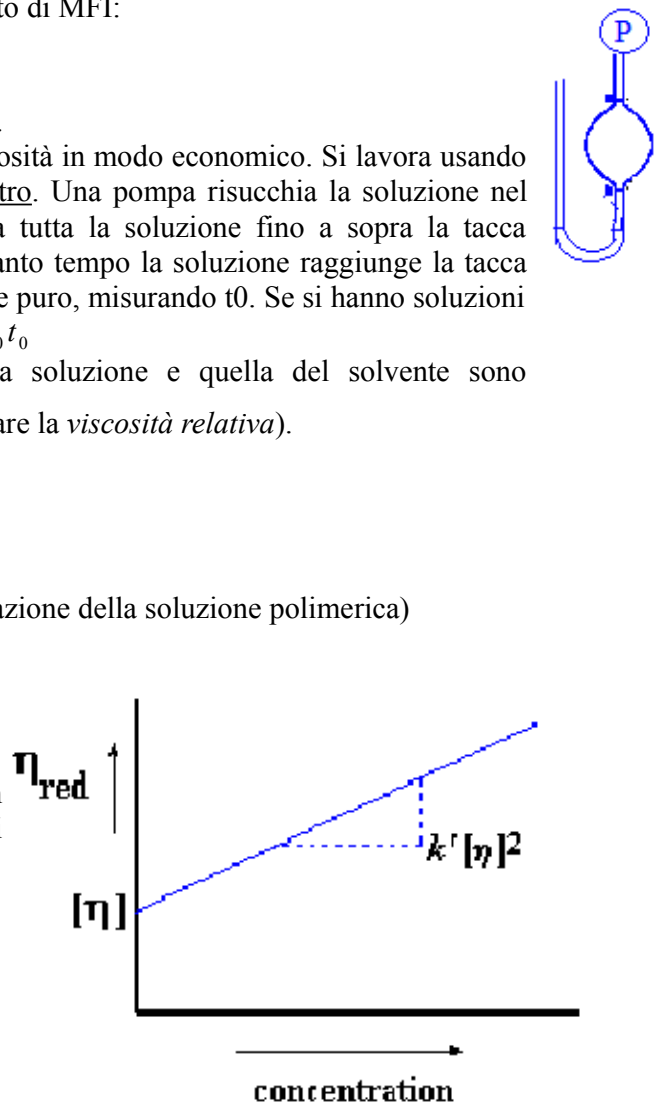 to di MFI:
P
osità in modo economico. Si lavora usando
tro. Una pompa risucchia la soluzione nel
a tutta la soluzione fino a sopra la tacca
anto tempo la soluzione raggiunge la tacca
e puro, misurando t0. Se si hanno soluzioni
₀t₀
a soluzione e quella del solvente sono
are la viscosità relativa).
azione della soluzione polimerica)
η_red
k'[η]²
[η]
concentration